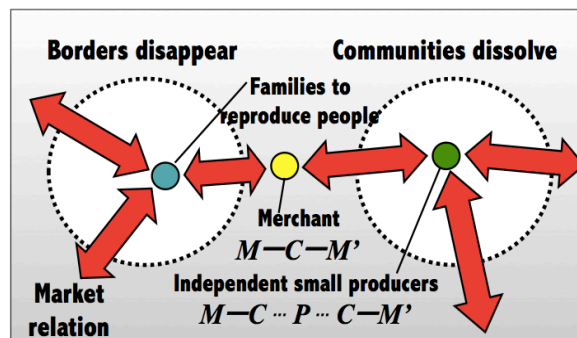 Borders disappear
Communities dissolve
Families to
reproduce people
Merchant
M—C—M’
Independent small producers
M—C ··· P ··· C—M’
Market
relation